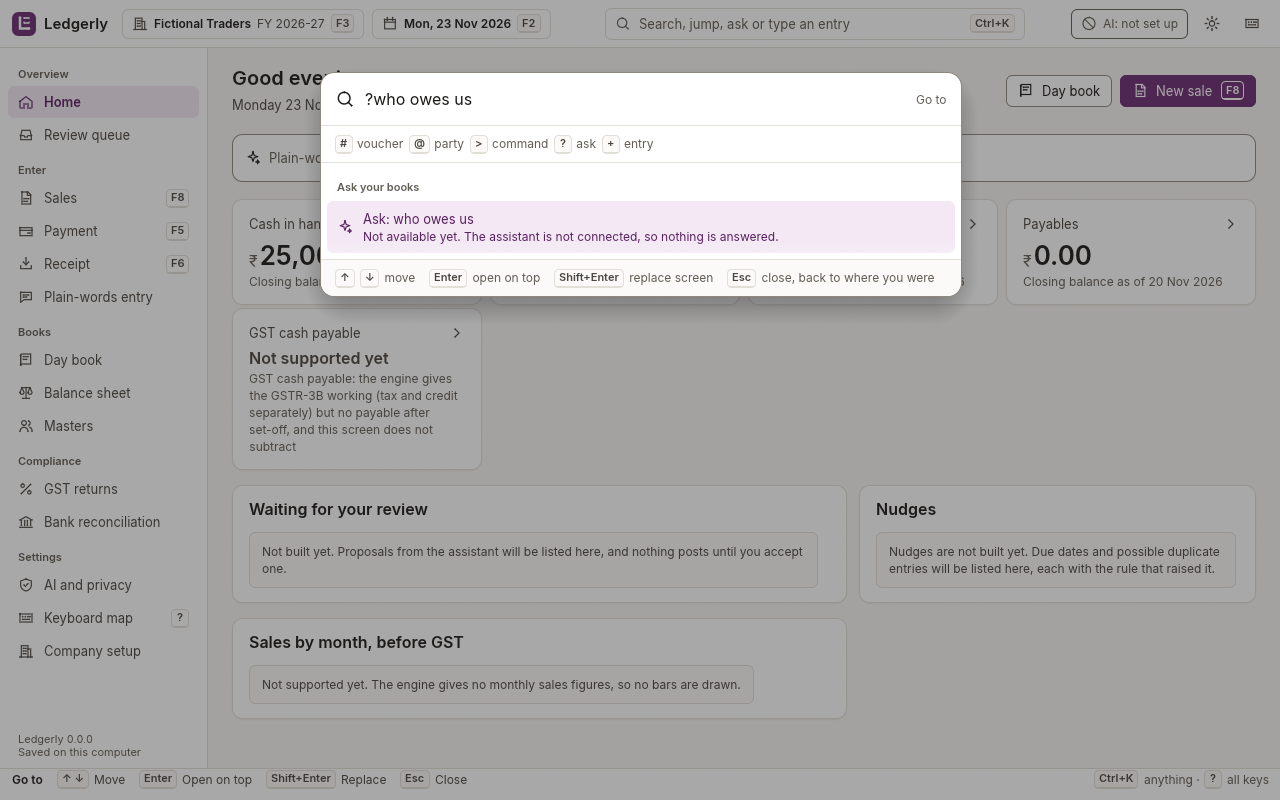 Ledgerly
Fictional Traders FY 2026-27 F3
Mon, 23 Nov 2026 F2
Search, jump, ask or type an entry Ctrl+K
AI: not set up
Overview
Home
Review queue
Enter
Sales F8
Payment F5
Receipt F6
Plain-words entry
Books
Day book
Balance sheet
Masters
Compliance
GST returns
Bank reconciliation
Settings
AI and privacy
Keyboard map ?
Company setup
Ledgerly 0.0.0
Saved on this computer
Good
Monday 23
Day book
New sale F8
?who owes us Go to
# voucher @ party > command ? ask + entry
Ask your books
Ask: who owes us
Not available yet. The assistant is not connected, so nothing is answered.
↑ ↓ move Enter open on top Shift+Enter replace screen Esc close, back to where you were
Cash in
Closing
Payables
₹0.00
Closing balance as of 20 Nov 2026
GST cash payable
Not supported yet
GST cash payable: the engine gives
the GSTR-3B working (tax and credit
separately) but no payable after
set-off, and this screen does not
subtract
Waiting for your review
Not built yet. Proposals from the assistant will be listed here, and nothing posts until you accept
one.
Nudges
Nudges are not built yet. Due dates and possible duplicate
entries will be listed here, each with the rule that raised it.
Sales by month, before GST
Not supported yet. The engine gives no monthly sales figures, so no bars are drawn.
Go to ↑ ↓ Move Enter Open on top Shift+Enter Replace Esc Close
Ctrl+K anything · ? all keys